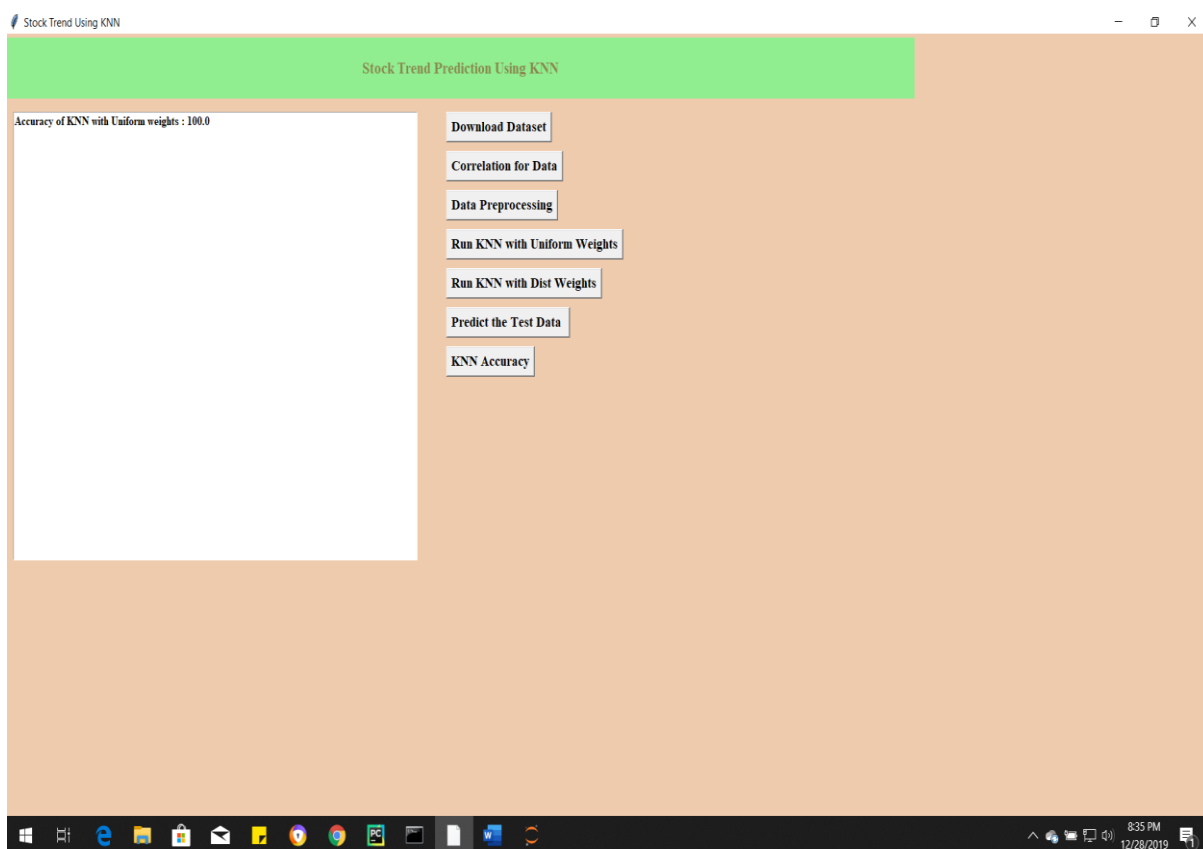 Stock Trend Using KNN
Stock Trend Prediction Using KNN
Accuracy of KNN with Uniform weights : 100.0
Download Dataset
Correlation for Data
Data Preprocessing
Run KNN with Uniform Weights
Run KNN with Dist Weights
Predict the Test Data
KNN Accuracy
8:35 PM
12/28/2019